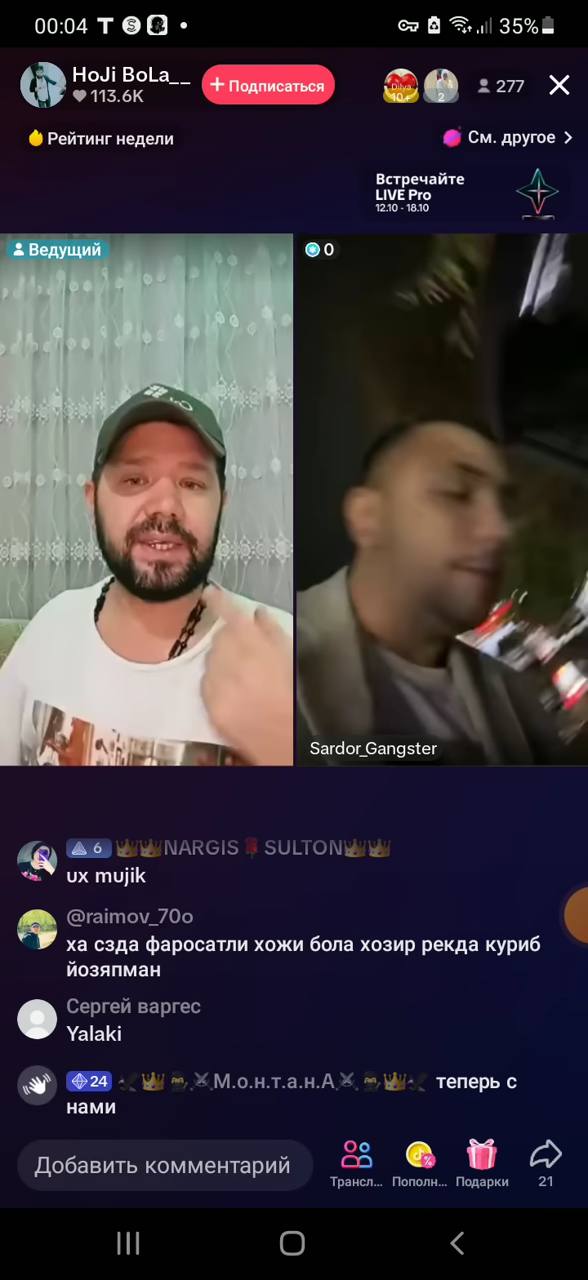 00:04
35%
HoJi BoLa__
113.6K
+ Подписаться
10+
2
277
Рейтинг недели
См. другое
Встречайте
LIVE Pro
12.10 - 18.10
Ведущий
0
Sardor_Gangster
6 NARGIS SULTON
ux mujik
@raimov_70o
ха сзда фаросатли хожи бола хозир рекда куриб
йозяпман
Сергей варгес
Yalaki
24 М.о.н.т.а.н.А теперь с
нами
Добавить комментарий
Трансл...
Пополн...
Подарки
21